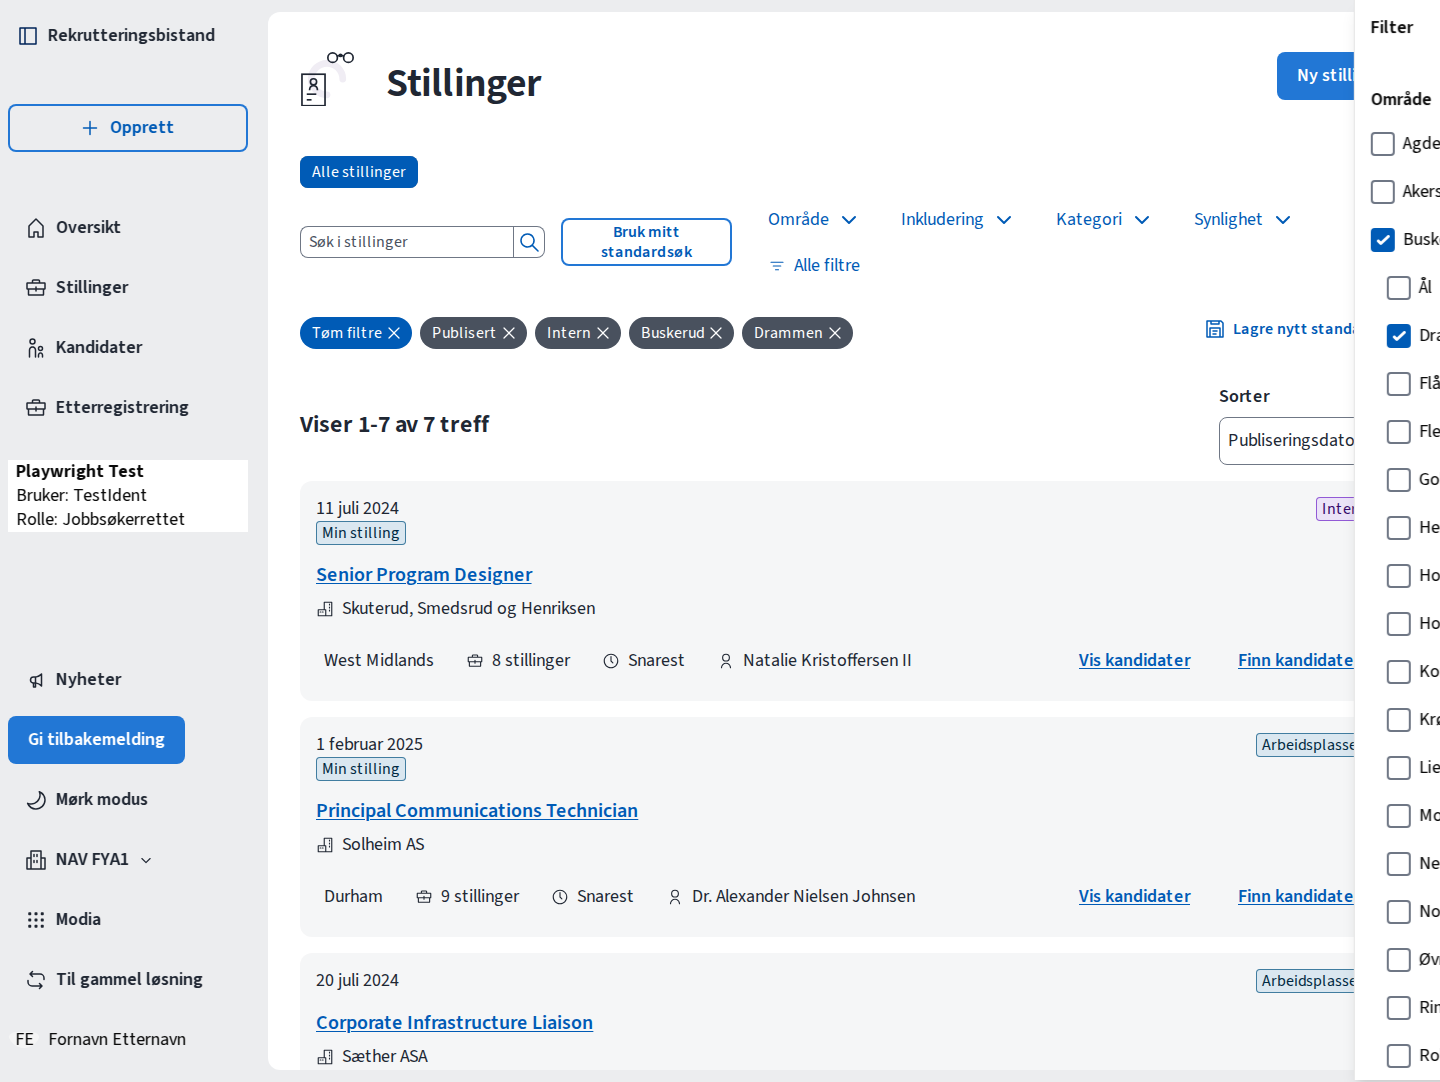 Rekrutteringsbistand
Opprett
Oversikt
Stillinger
Kandidater
Etterregistrering
Playwright Test
Bruker: TestIdent
Rolle: Jobbsøkerrettet
Nyheter
Gi tilbakemelding
Mørk modus
NAV FYA1
Modia
Til gammel løsning
FE Fornavn Etternavn
Stillinger
Ny stilli
Alle stillinger
Søk i stillinger
Bruk mitt
standardsøk
Område Inkludering Kategori Synlighet
Alle filtre
Tøm filtre Publisert Intern Buskerud Drammen
Lagre nytt standa
Viser 1-7 av 7 treff
Sorter
Publiseringsdato
11 juli 2024
Inter
Min stilling
Senior Program Designer
Skuterud, Smedsrud og Henriksen
West Midlands 8 stillinger Snarest Natalie Kristoffersen II Vis kandidater Finn kandidate
1 februar 2025
Arbeidsplasse
Min stilling
Principal Communications Technician
Solheim AS
Durham 9 stillinger Snarest Dr. Alexander Nielsen Johnsen Vis kandidater Finn kandidate
20 juli 2024
Arbeidsplasse
Corporate Infrastructure Liaison
Sæther ASA
Filter
Område
Agde
Akers
Busk
Ål
Dra
Flå
Fle
Go
He
Ho
Ho
Ko
Krø
Lie
Mo
Ne
No
Øv
Rin
Ro